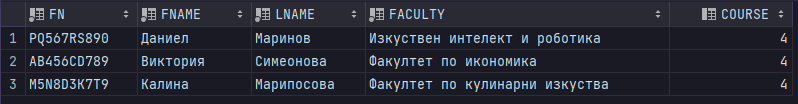 FN FNAME LNAME FACULTY COURSE
1 PQ567RS890 Даниел Маринов Изкуствен интелект и роботика 4
2 AB456CD789 Виктория Симеонова Факултет по икономика 4
3 M5N8D3K7T9 Калина Марипосова Факултет по кулинарни изкуства 4